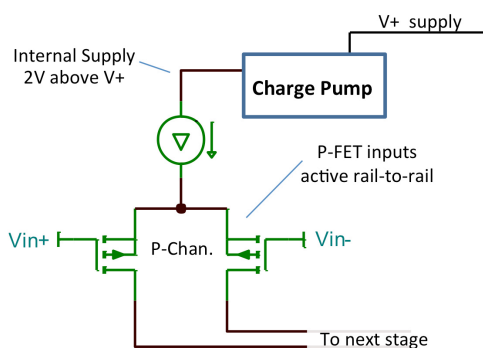 V+ supply
Internal Supply
2V above V+
Charge Pump
P-FET inputs
active rail-to-rail
Vin+
P-Chan.
Vin-
To next stage